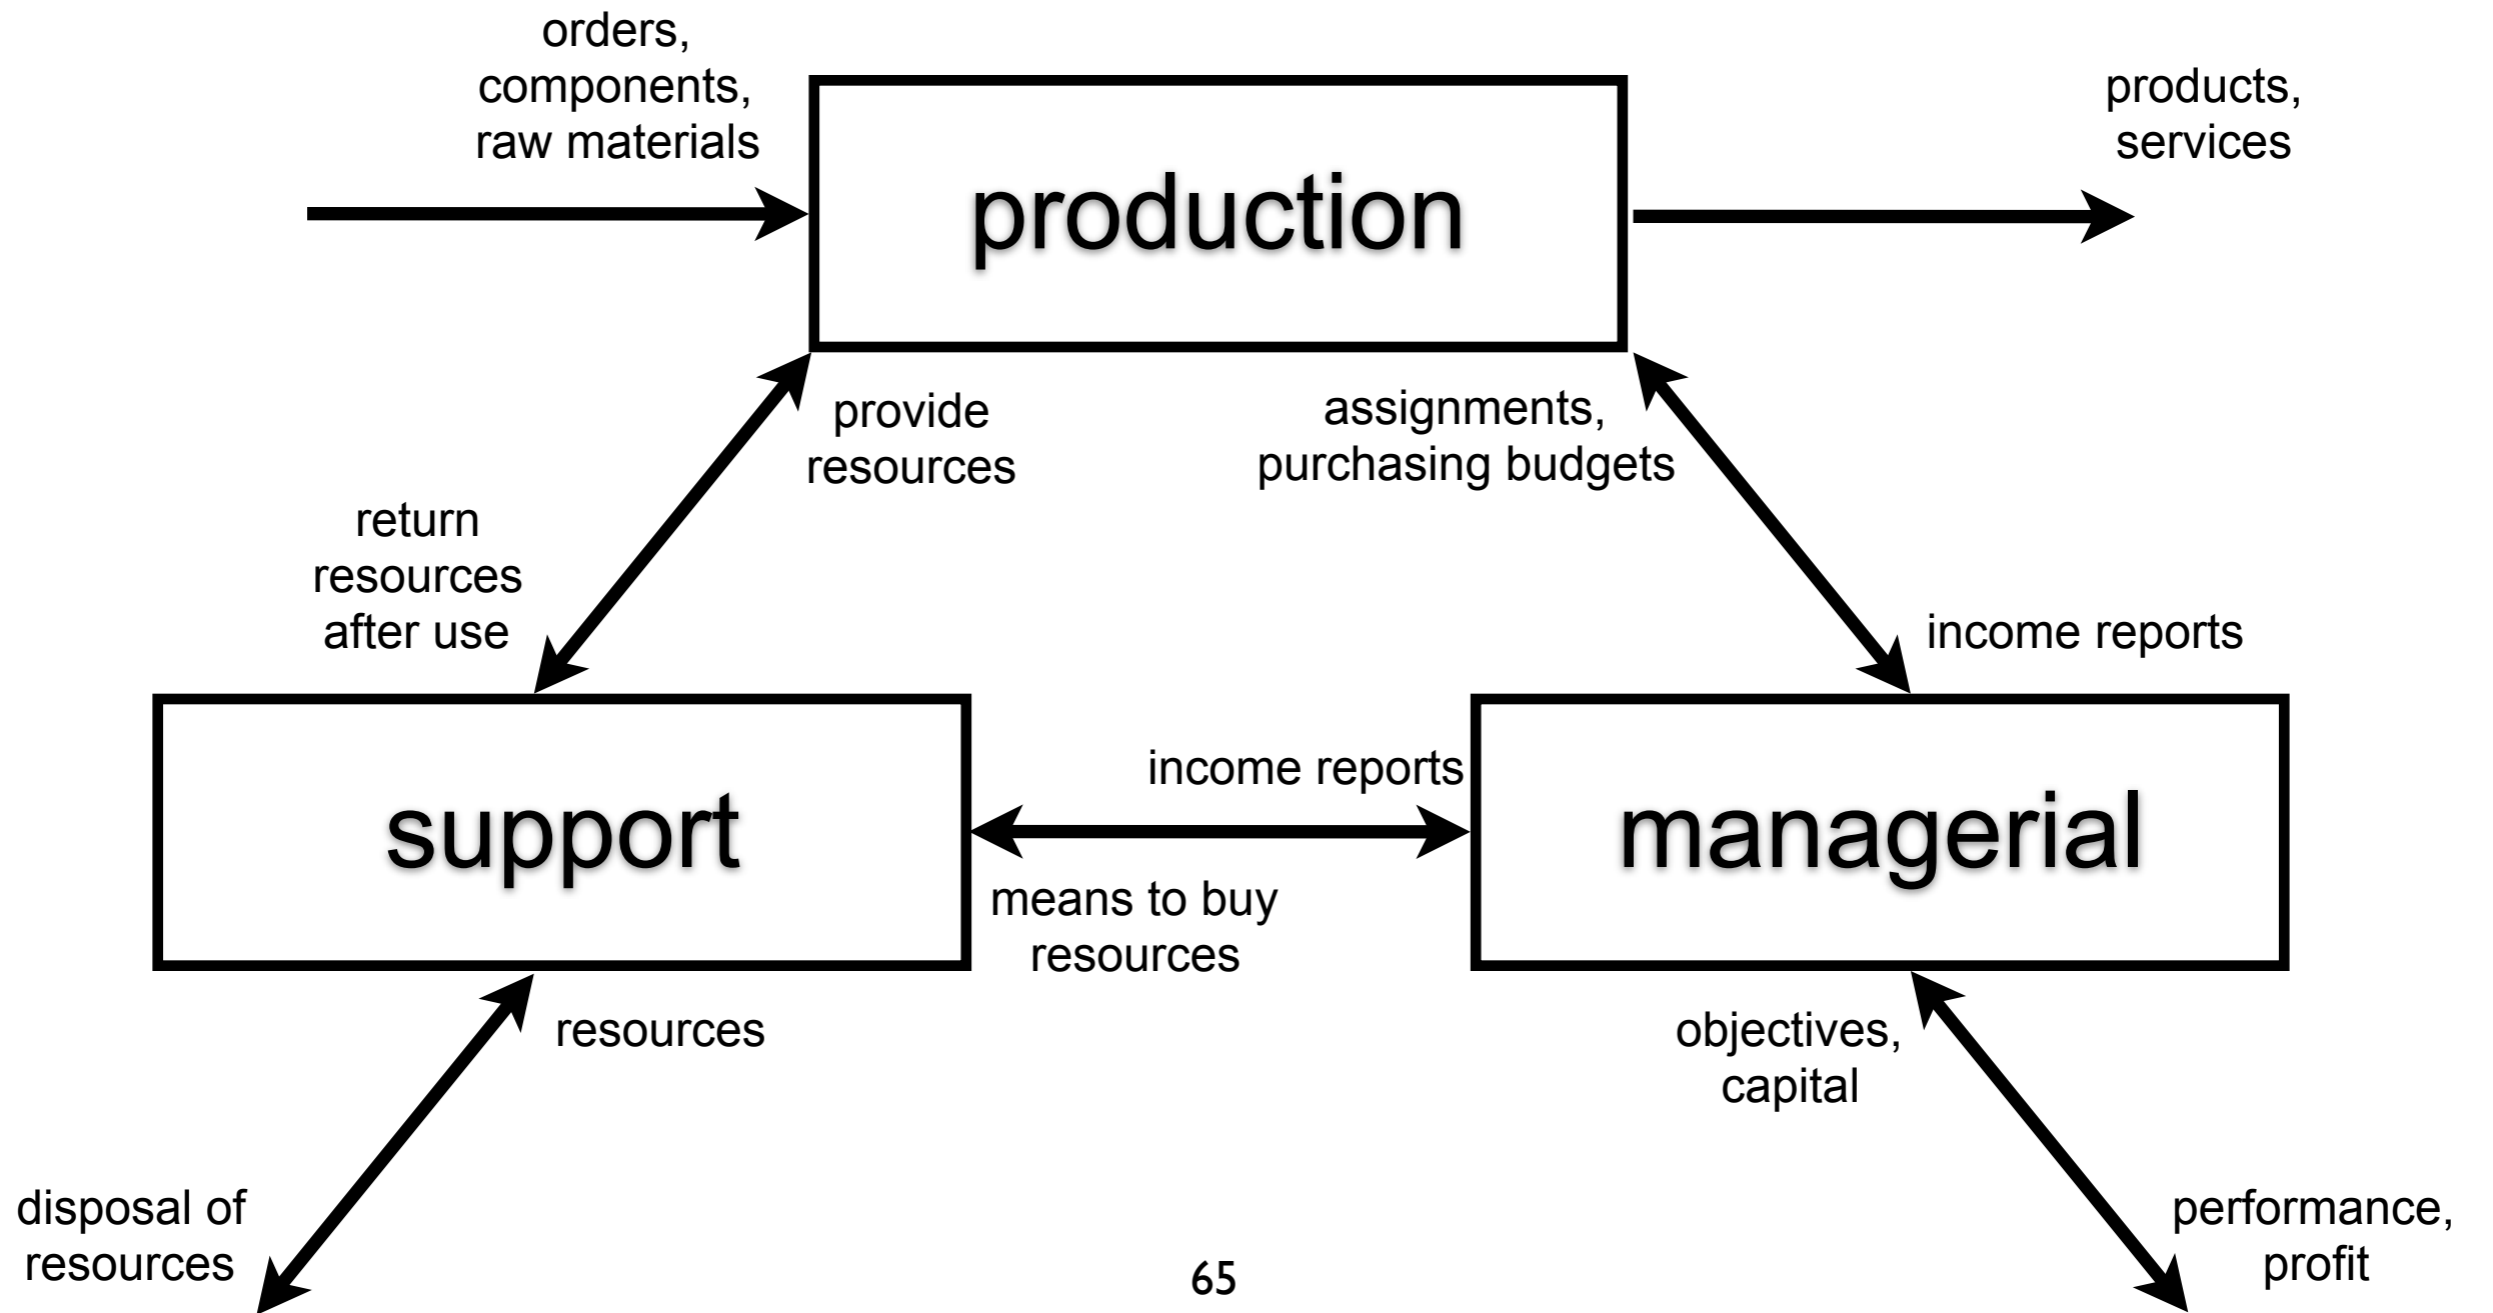 orders,
components,
raw materials
products,
services
production
provide
resources
assignments,
purchasing budgets
return
resources
after use
income reports
income reports
support
managerial
means to buy
resources
resources
objectives,
capital
disposal of
resources
performance,
profit
65